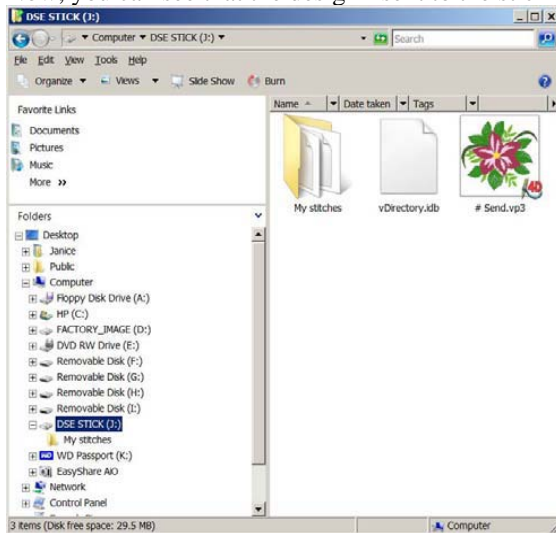 DSE STICK (J:)
Computer ▾ DSE STICK (J:) ▾
Search
File Edit View Tools Help
Organize ▾ Views ▾ Slide Show Burn
Favorite Links
Documents
Pictures
Music
More »
Folders
Desktop
Janice
Public
Computer
Floppy Disk Drive (A:)
HP (C:)
FACTORY_IMAGE (D:)
DVD RW Drive (E:)
Removable Disk (F:)
Removable Disk (G:)
Removable Disk (H:)
Removable Disk (I:)
DSE STICK (J:)
My stitches
WD Passport (K:)
EasyShare AIO
Network
Control Panel
Name Date taken Tags
My stitches vDirectory.idb # Send.vp3
4D
3 items (Disk free space: 29.5 MB) Computer